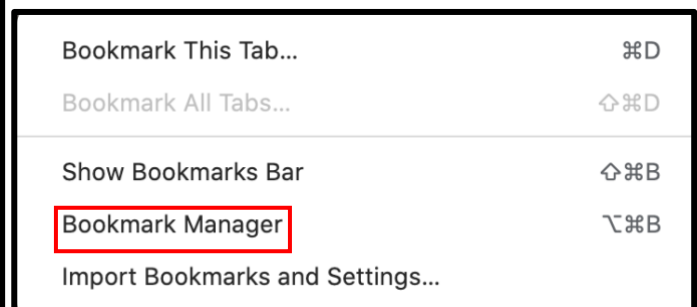 Bookmark This Tab... ⌘D
Bookmark All Tabs... ⇧⌘D
Show Bookmarks Bar ⇧⌘B
Bookmark Manager ⌥⌘B
Import Bookmarks and Settings...